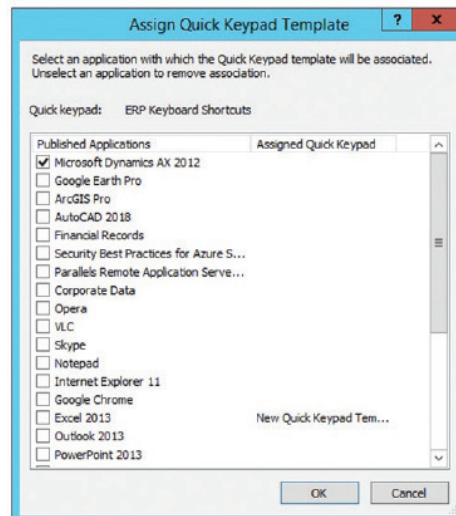 Assign Quick Keypad Template
? x
Select an application with which the Quick Keypad template will be associated.
Unselect an application to remove association.
Quick keypad: ERP Keyboard Shortcuts
Published Applications Assigned Quick Keypad
Microsoft Dynamics AX 2012
Google Earth Pro
ArcGIS Pro
AutoCAD 2018
Financial Records
Security Best Practices for Azure S...
Parallels Remote Application Serve...
Corporate Data
Opera
VLC
Skype
Notepad
Internet Explorer 11
Google Chrome
Excel 2013 New Quick Keypad Tem...
Outlook 2013
PowerPoint 2013
OK Cancel